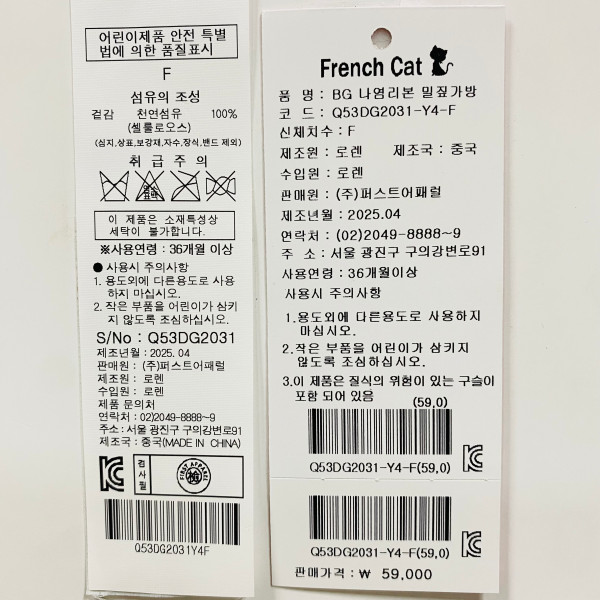 어린이제품 안전 특별
법에 의한 품질표시
F
섬유의 조성
겉감 천연섬유 100%
(셀룰로오스)
(심지,상표,보강재,자수,장식,밴드 제외)
취 급 주 의
이 제품은 소재특성상
세탁이 불가합니다.
※사용연령 : 36개월 이상
● 사용시 주의사항
1. 용도외에 다른용도로 사용
하지 마십시오.
2. 작은 부품을 어린이가 삼키
지 않도록 조심하십시오.
S/No : Q53DG2031
제조년월 : 2025. 04
판매원 : (주)퍼스트어패럴
제조원 : 로렌
수입원 : 로렌
제품 문의처
연락처 : 02)2049-8888~9
주소 : 서울 광진구 구의강변로91
제조국 : 중국(MADE IN CHINA)
검사필
FIRST APPAREL
Q53DG2031Y4F
French Cat
품 명 : BG 나영리본 밀짚가방
코 드 : Q53DG2031-Y4-F
신체치수 : F
제조원 : 로렌 제조국 : 중국
수입원 : 로렌
판매원 : (주)퍼스트어패럴
제조년월 : 2025.04
연락처 : (02)2049-8888~9
주 소 : 서울 광진구 구의강변로91
사용연령 : 36개월이상
사용시 주의사항
1.용도외에 다른용도로 사용하지
마십시오.
2.작은 부품을 어린이가 삼키지
않도록 조심하십시오.
3.이 제품은 질식의 위험이 있는 구슬이
포함 되어 있음
(59,0)
Q53DG2031-Y4-F(59,0)
Q53DG2031-Y4-F(59,0)
판매가격 : ₩ 59,000